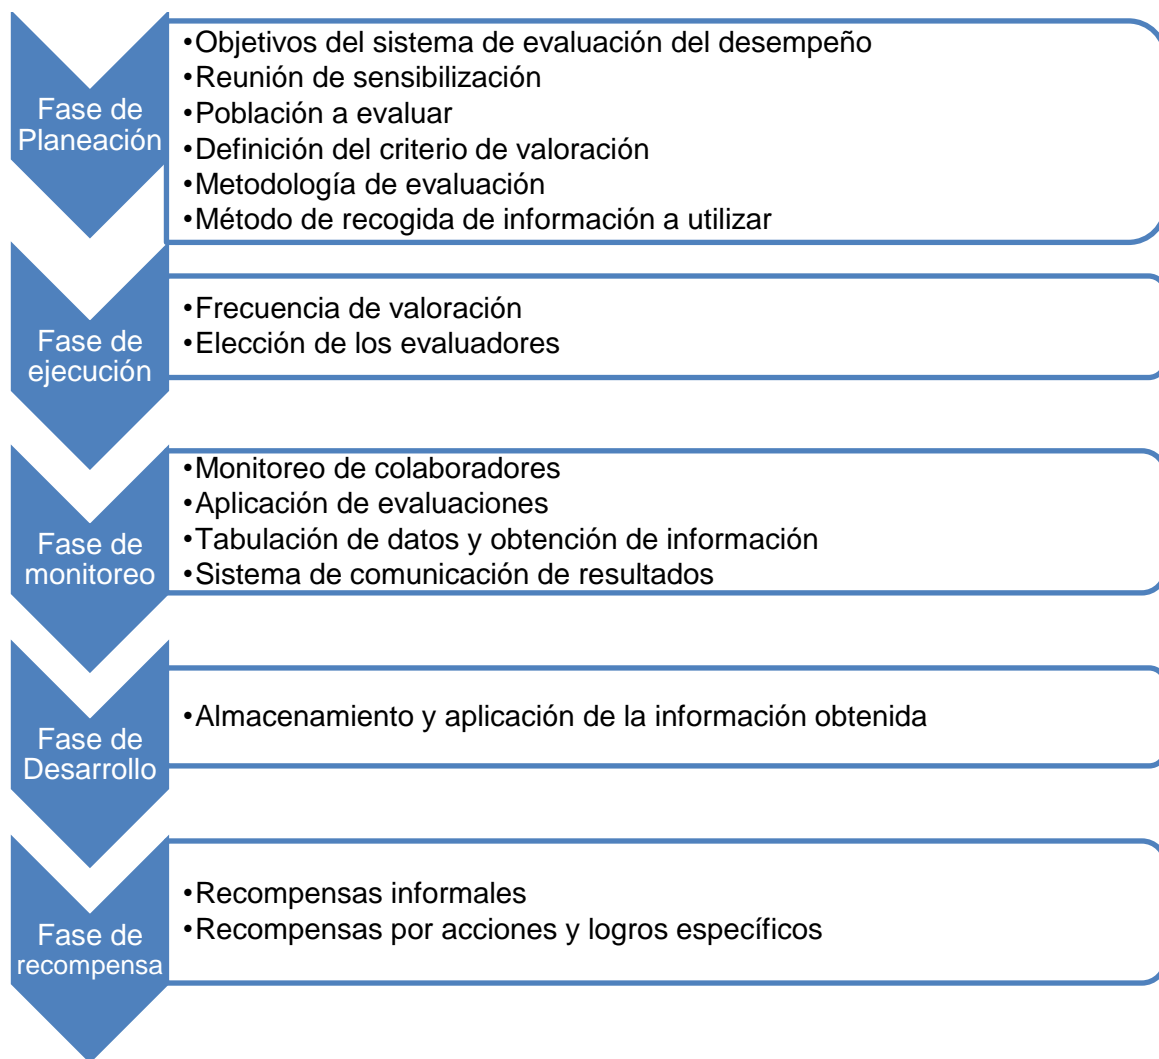 Fase de
Planeación
•Objetivos del sistema de evaluación del desempeño
•Reunión de sensibilización
•Población a evaluar
•Definición del criterio de valoración
•Metodología de evaluación
•Método de recogida de información a utilizar
Fase de
ejecución
•Frecuencia de valoración
•Elección de los evaluadores
Fase de
monitoreo
•Monitoreo de colaboradores
•Aplicación de evaluaciones
•Tabulación de datos y obtención de información
•Sistema de comunicación de resultados
Fase de
Desarrollo
•Almacenamiento y aplicación de la información obtenida
Fase de
recompensa
•Recompensas informales
•Recompensas por acciones y logros específicos